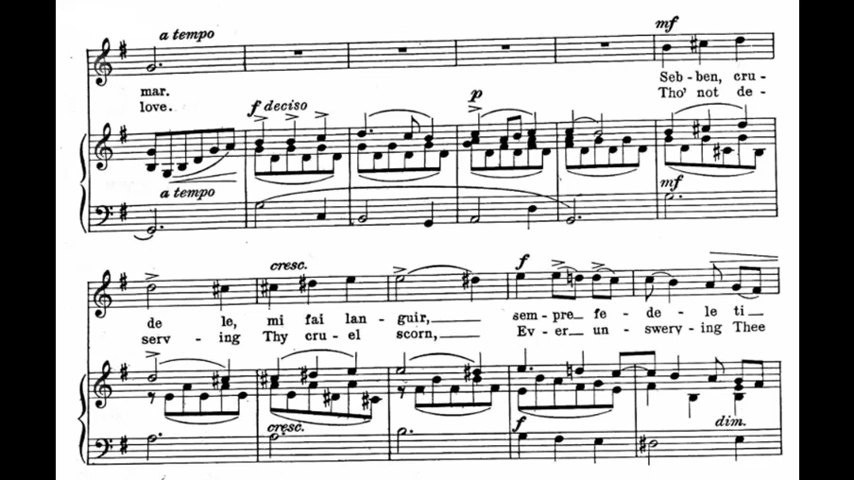 a tempo
mf
mar.
Seb - ben, cru -
love.
Tho' not de -
f deciso
p
a tempo
mf
cresc.
f
de - le, mi fai lan - guir, sem - pre fe - de - le ti
serv - ing Thy cru - el scorn, Ev - er un - swerv - ing Thee
cresc.
f
dim.